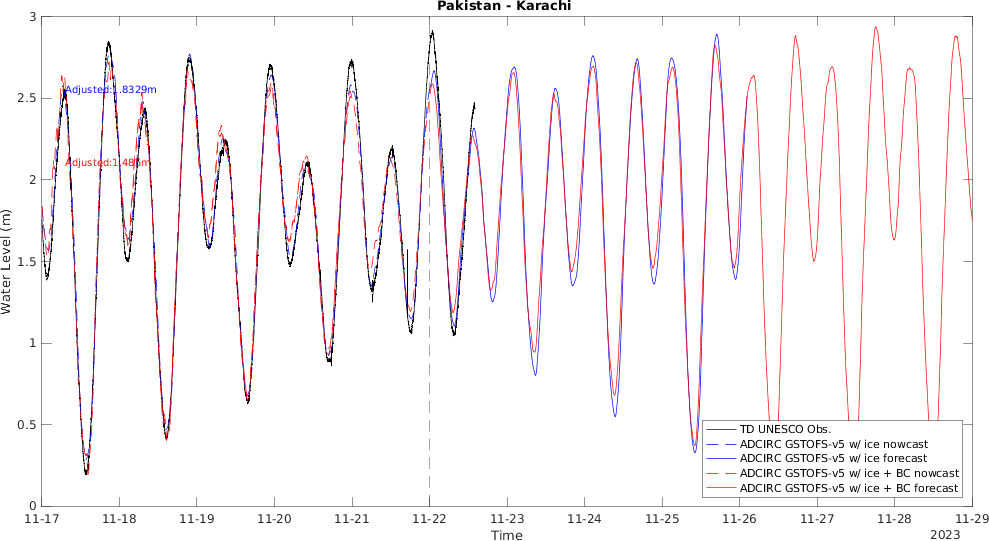 Pakistan - Karachi
3
2.5
2
1.5
1
0.5
0
Water Level (m)
Adjusted:1.8329m
TD UNESCO Obs.
ADCIRC GSTOFS-v5 w/ ice nowcast
ADCIRC GSTOFS-v5 w/ ice forecast
ADCIRC GSTOFS-v5 w/ ice + BC nowcast
ADCIRC GSTOFS-v5 w/ ice + BC forecast
11-17 11-18 11-19 11-20 11-21 11-22 11-23 11-24 11-25 11-26 11-27 11-28 11-29
Time 2023